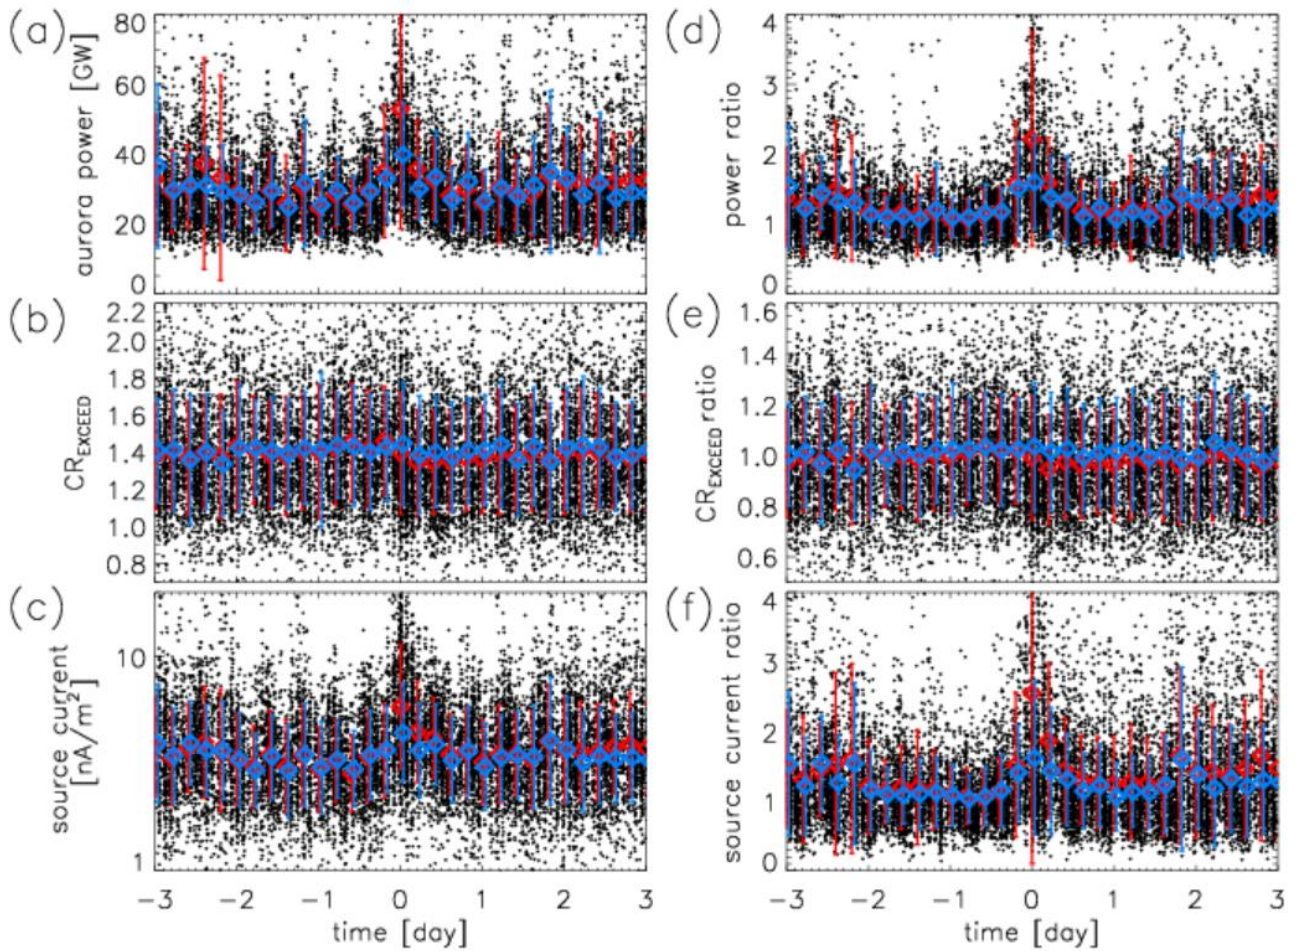 (a)
aurora power [GW]
80
60
40
20
0
(b)
CR_EXCEED
2.2
2.0
1.8
1.6
1.4
1.2
1.0
0.8
(c)
source current
[nA/m²]
10
1
-3 -2 -1 0 1 2 3
time [day]
(d)
power ratio
4
3
2
1
0
(e)
CR_EXCEED ratio
1.6
1.4
1.2
1.0
0.8
0.6
(f)
source current ratio
4
3
2
1
0
-3 -2 -1 0 1 2 3
time [day]